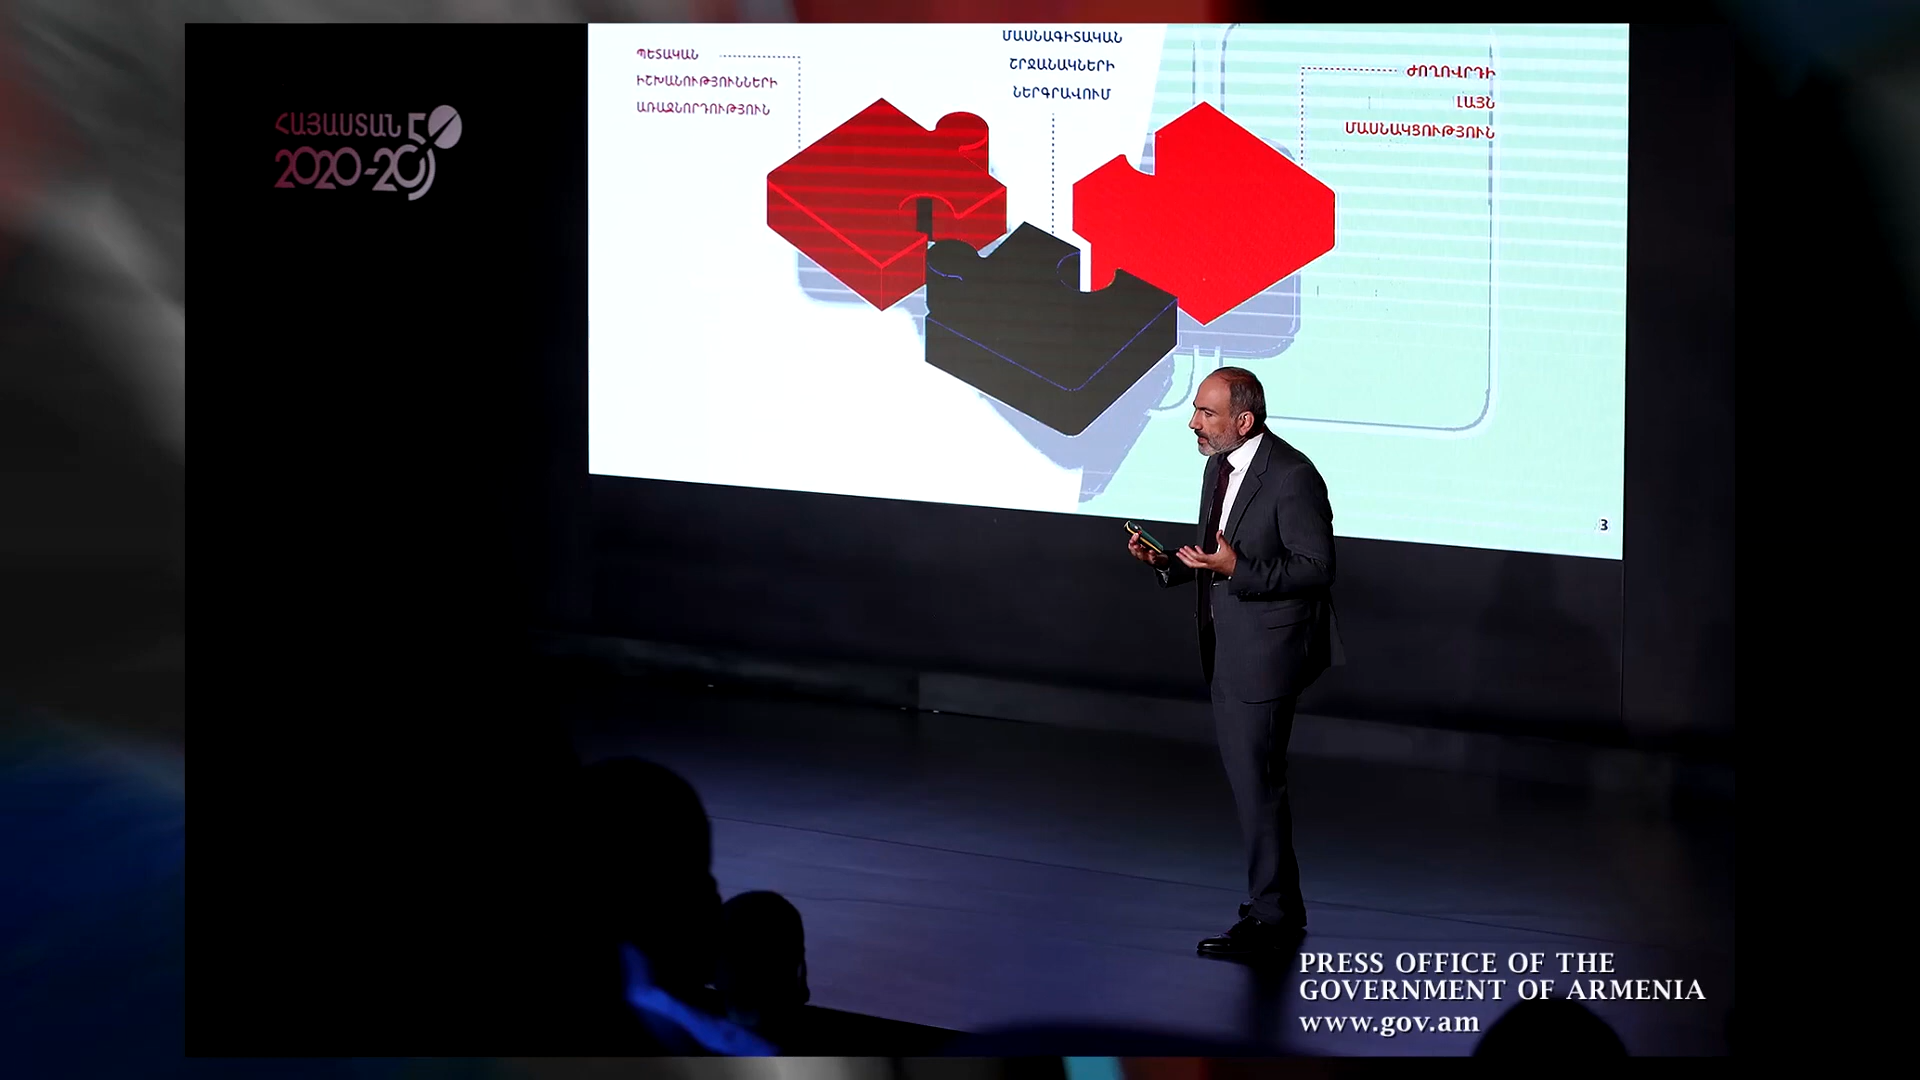 ՀԱՅԱՍՏԱՆ 50
2020-2050
ՊԵՏԱԿԱՆ
ԻՇԽԱՆՈՒԹՅՈՒՆՆԵՐԻ
ԱՌԱՋՆՈՐԴՈՒԹՅՈՒՆ
ՄԱՍՆԱԳԻՏԱԿԱՆ
ՇՐՋԱՆԱԿՆԵՐԻ
ՆԵՐԳՐԱՎՈՒՄ
ԺՈՂՈՎՐԴԻ
ԼԱՅՆ
ՄԱՍՆԱԿՑՈՒԹՅՈՒՆ
3
PRESS OFFICE OF THE
GOVERNMENT OF ARMENIA
www.gov.am